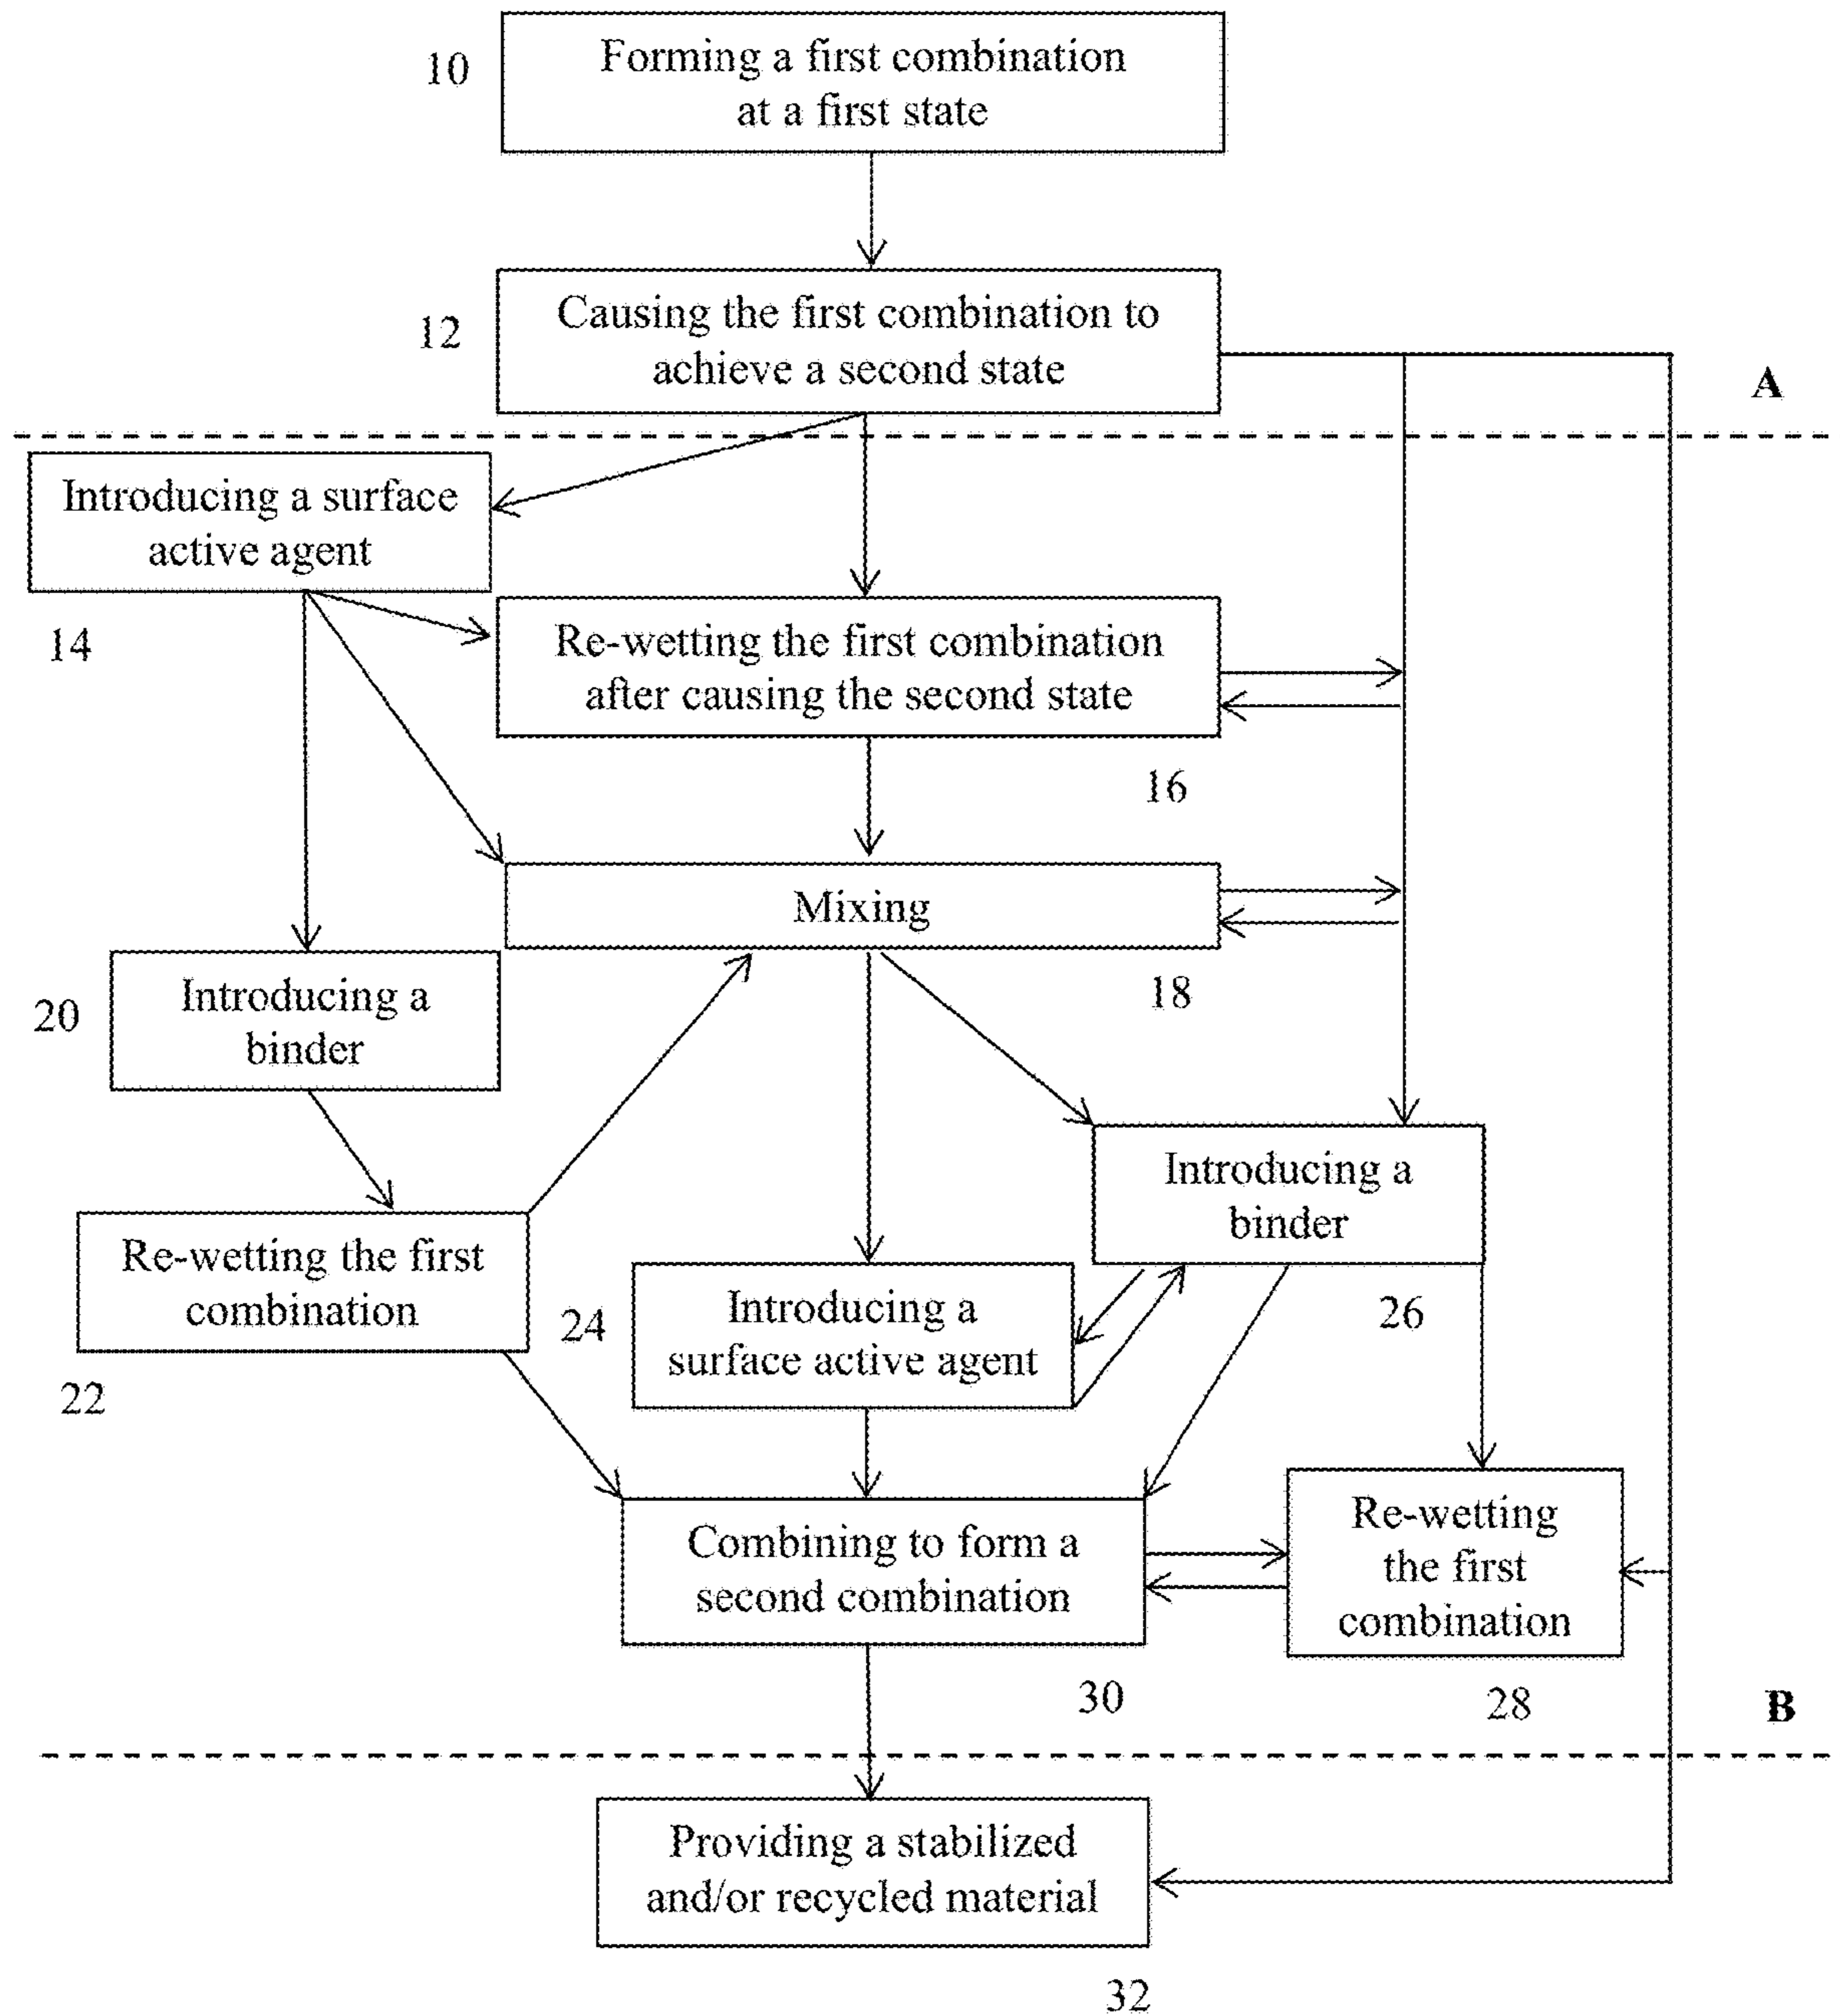 10
Forming a first combination
at a first state
12
Causing the first combination to
achieve a second state
A
Introducing a surface
active agent
14
Re-wetting the first combination
after causing the second state
16
Mixing
18
20
Introducing a
binder
Introducing a
binder
26
Re-wetting the first
combination
22
24
Introducing a
surface active agent
Combining to form a
second combination
30
Re-wetting
the first
combination
28
B
Providing a stabilized
and/or recycled material
32